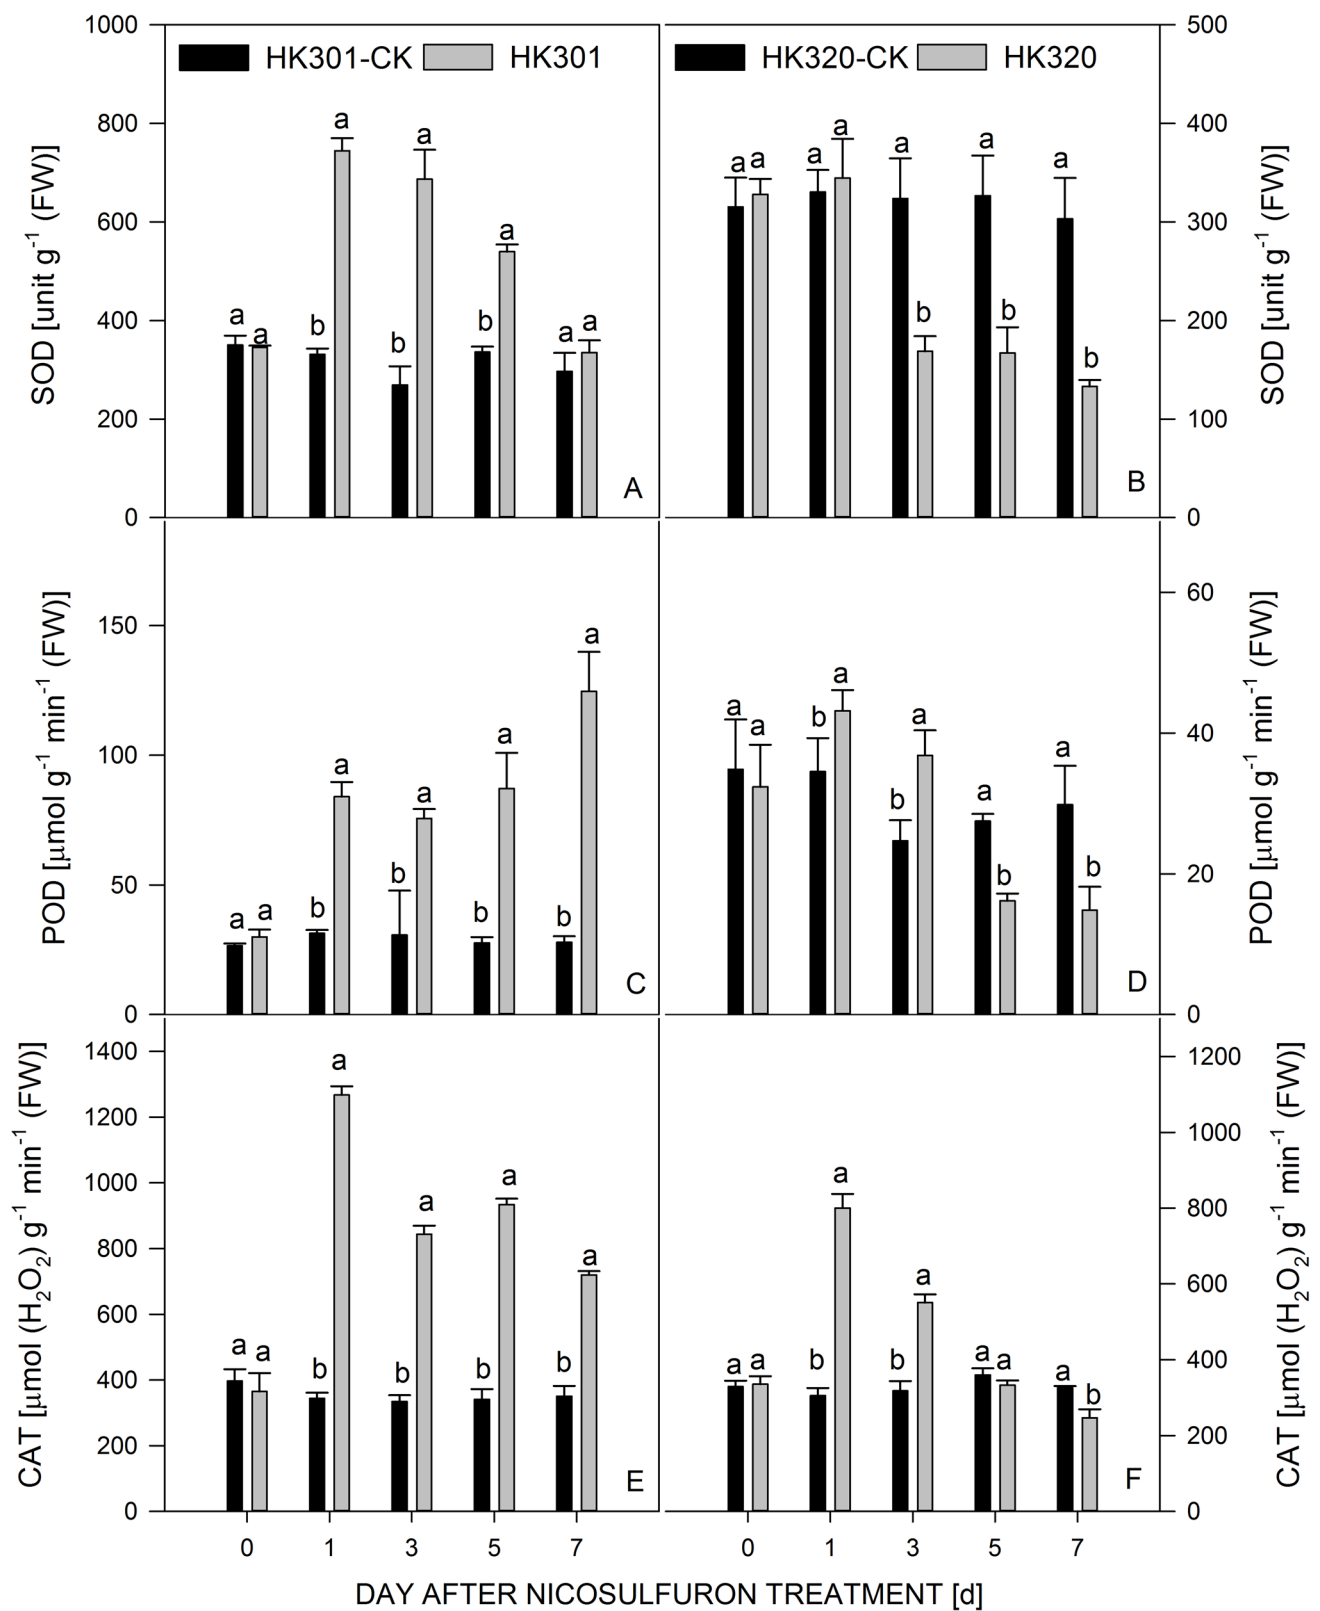 HK301-CK HK301 HK320-CK HK320
SOD [unit g-1 (FW)]
1000
800
600
400
200
0
a a b a b a b a a a
A
a a a a a b a b a b
B
500
400
300
200
100
0
SOD [unit g-1 (FW)]
POD [µmol g-1 min-1 (FW)]
150
100
50
0
a a b a b a b a b a
C
a a b a b a a b a b
D
60
40
20
0
POD [µmol g-1 min-1 (FW)]
CAT [µmol (H2O2) g-1 min-1 (FW)]
1400
1200
1000
800
600
400
200
0
a a b a b a b a b a
E
a a b a b a a a a b
F
1200
1000
800
600
400
200
0
CAT [µmol (H2O2) g-1 min-1 (FW)]
0 1 3 5 7 0 1 3 5 7
DAY AFTER NICOSULFURON TREATMENT [d]